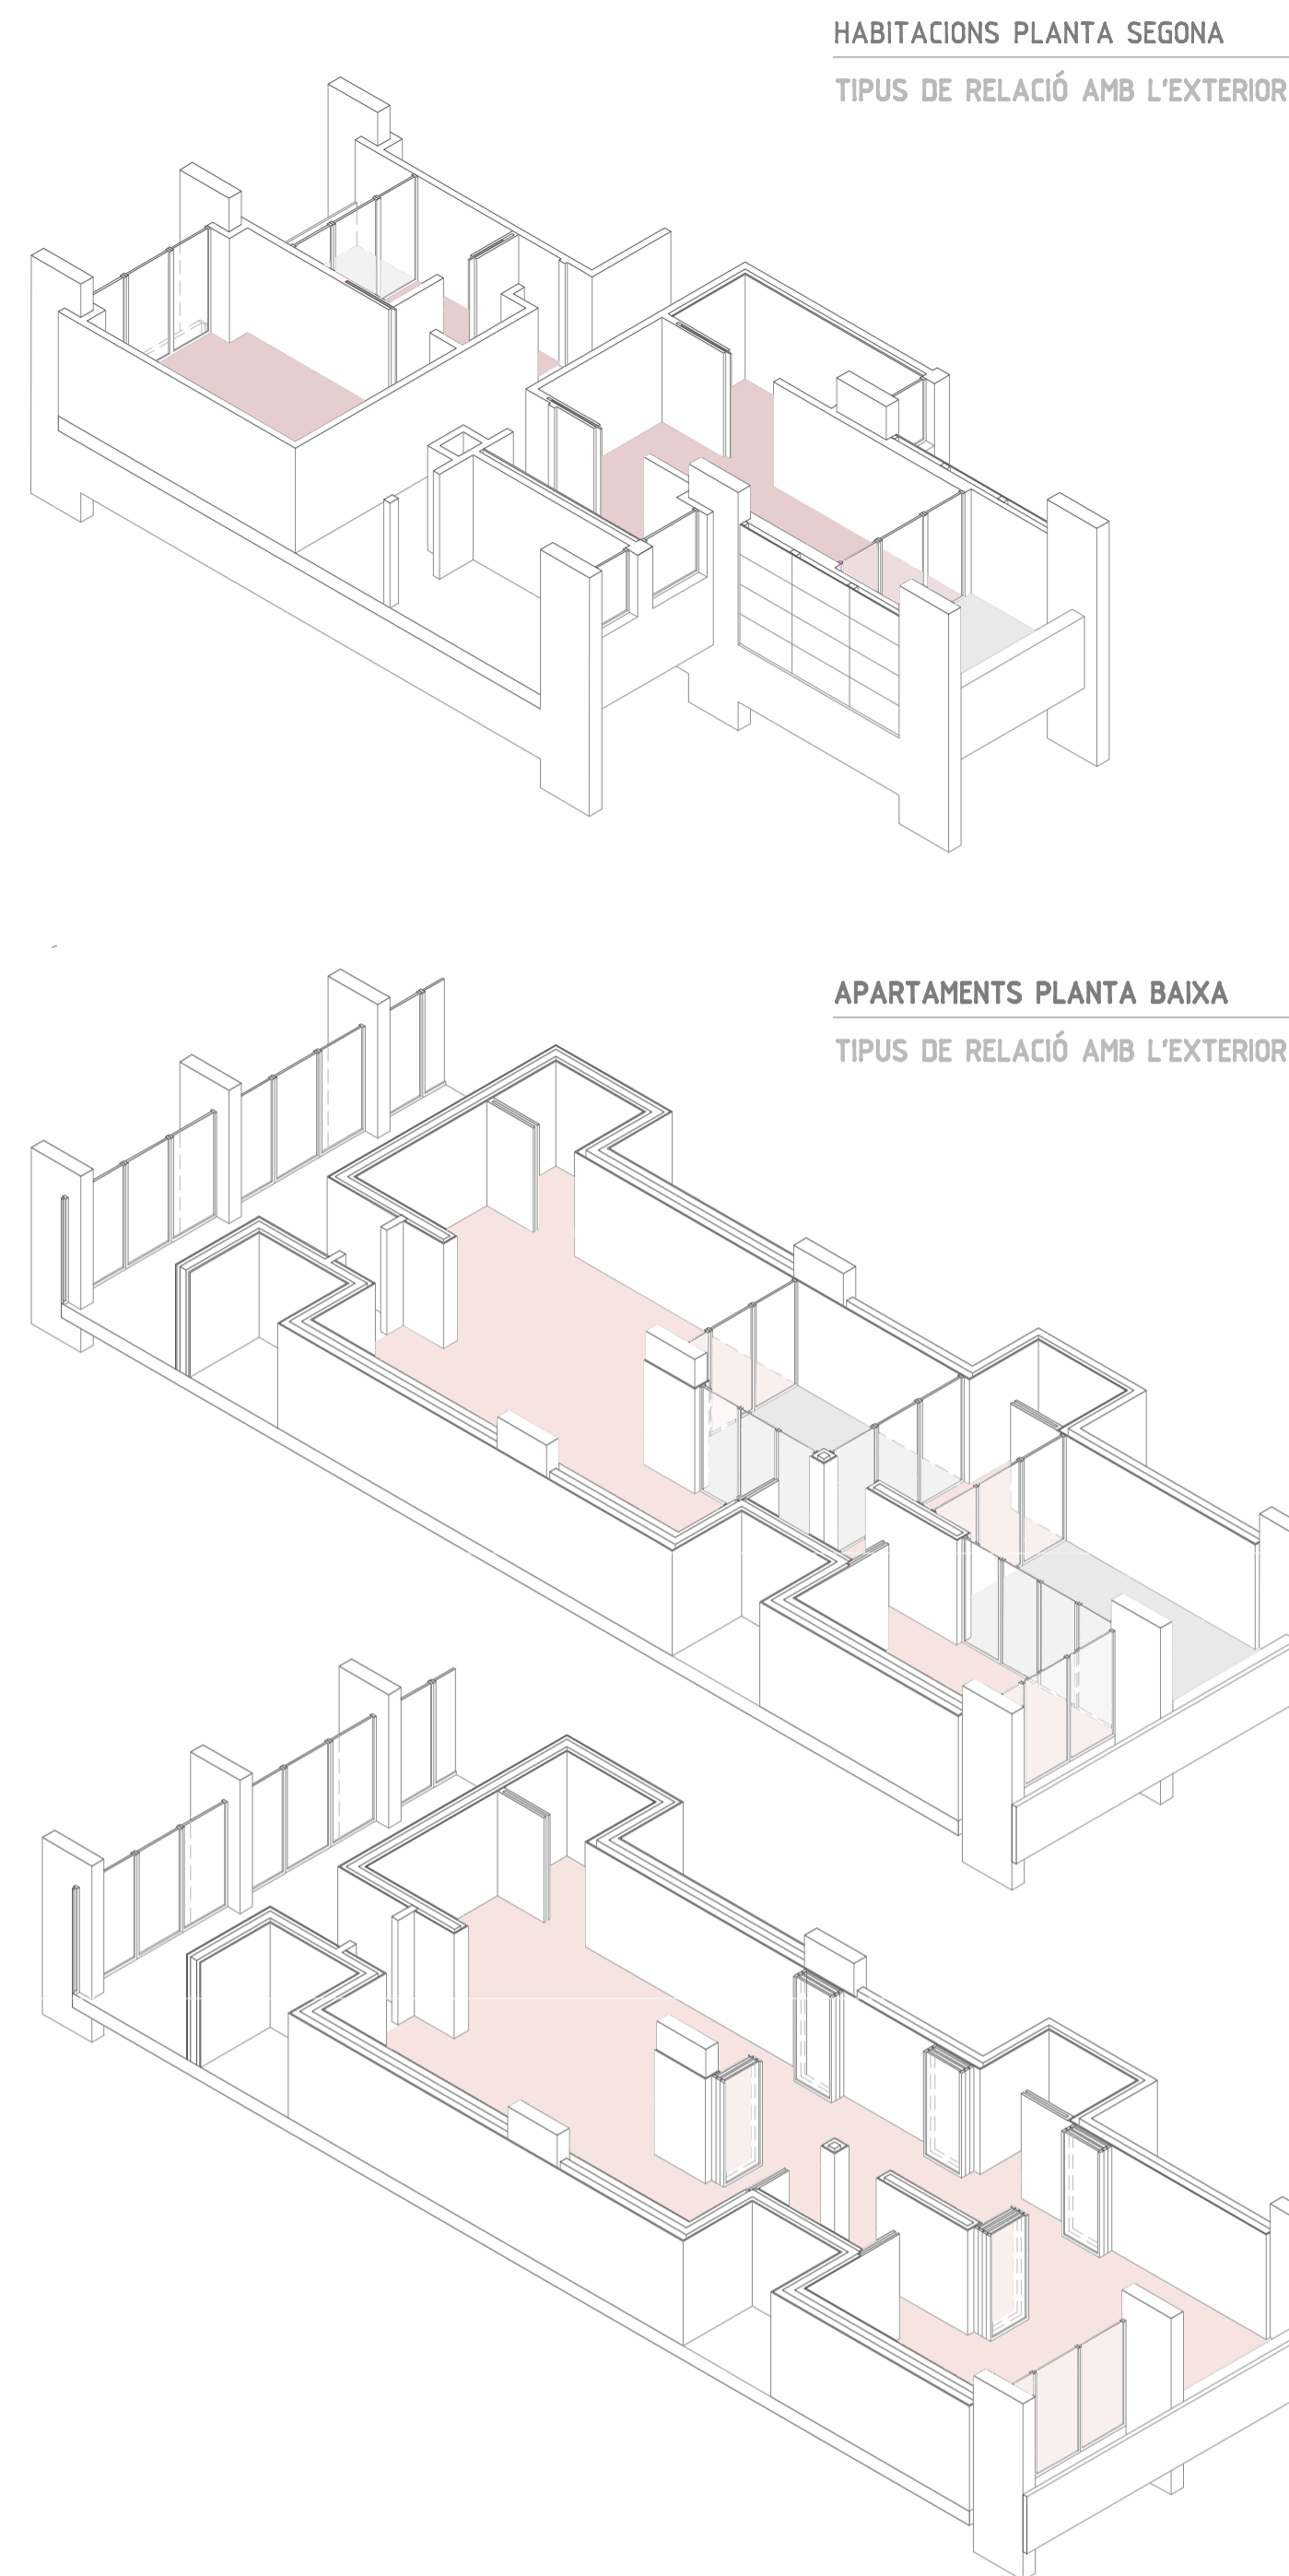 HABITACIONS PLANTA SEGONA
TIPUS DE RELACIÓ AMB L'EXTERIOR
APARTAMENTS PLANTA BAIXA
TIPUS DE RELACIÓ AMB L'EXTERIOR